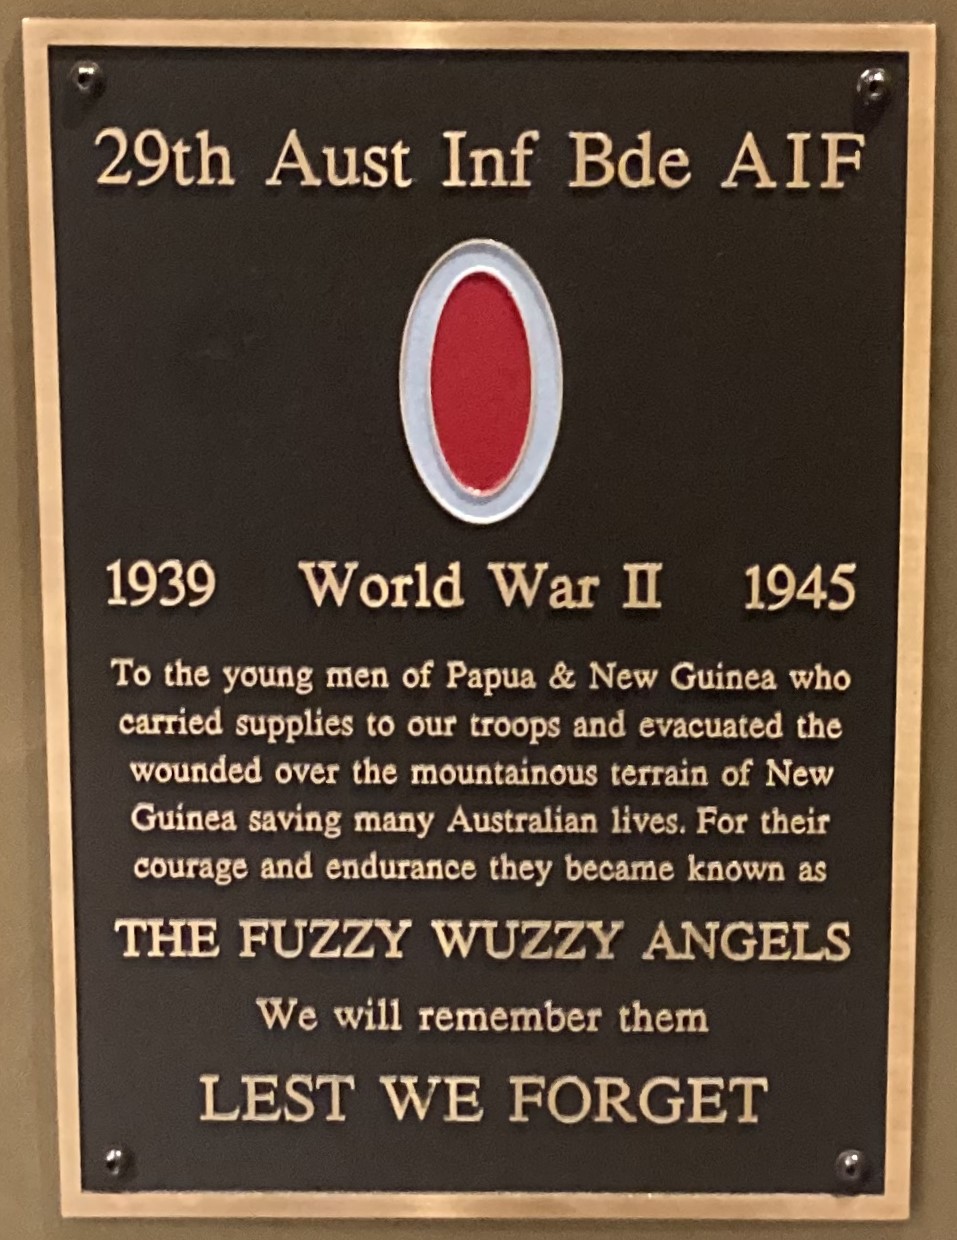 29th Aust Inf Bde AIF
1939 World War II 1945
To the young men of Papua & New Guinea who
carried supplies to our troops and evacuated the
wounded over the mountainous terrain of New
Guinea saving many Australian lives. For their
courage and endurance they became known as
THE FUZZY WUZZY ANGELS
We will remember them
LEST WE FORGET